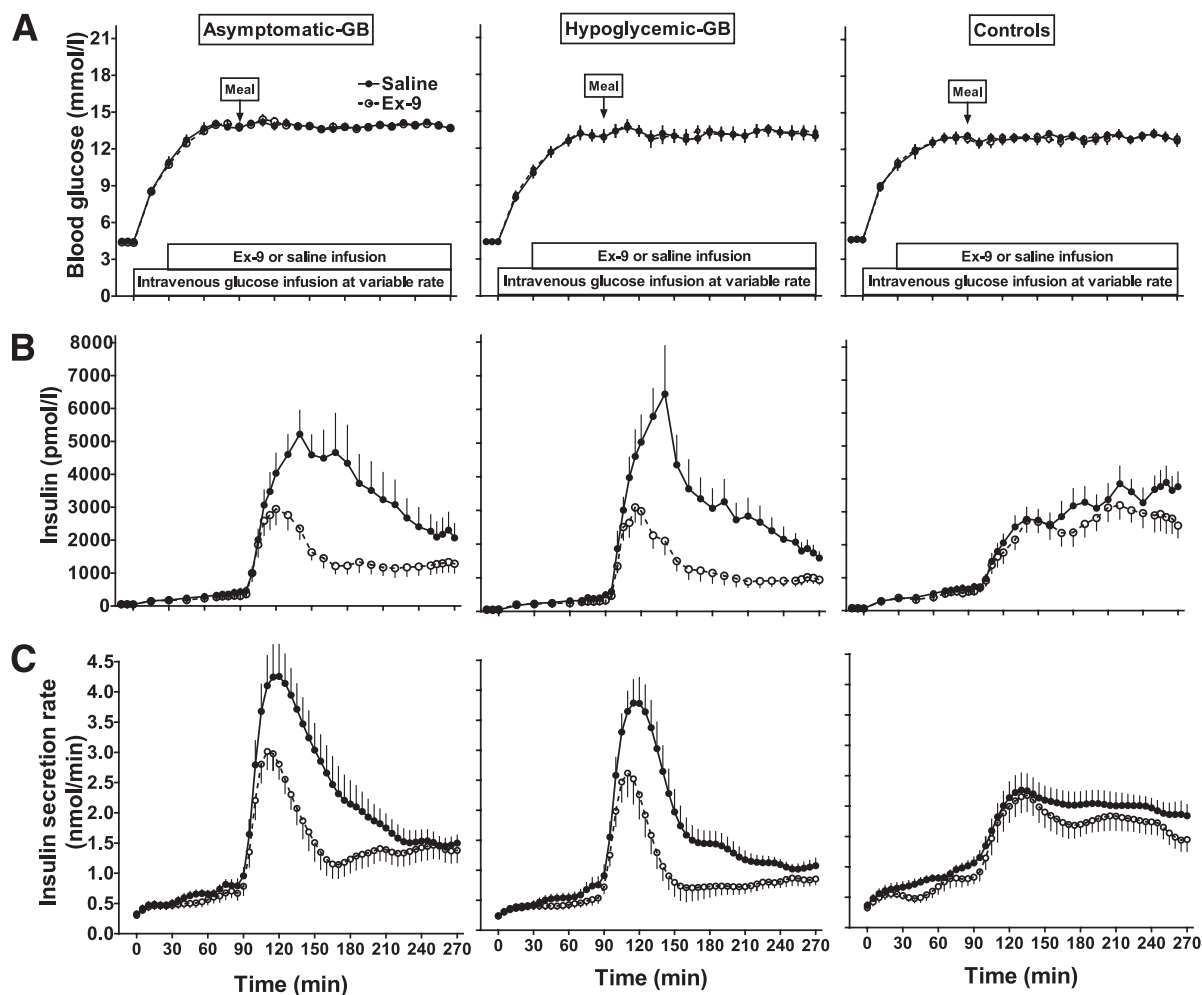 A
Asymptomatic-GB
Hypoglycemic-GB
Controls
Blood glucose (mmol/l)
21
18
15
12
9
6
3
0
Meal
Saline
Ex-9
Meal
Meal
Ex-9 or saline infusion
Intravenous glucose infusion at variable rate
Ex-9 or saline infusion
Intravenous glucose infusion at variable rate
Ex-9 or saline infusion
Intravenous glucose infusion at variable rate
B
Insulin (pmol/l)
8000
7000
6000
5000
4000
3000
2000
1000
0
C
Insulin secretion rate
(nmol/min)
4.5
4.0
3.5
3.0
2.5
2.0
1.5
1.0
0.5
0.0
0 30 60 90 120 150 180 210 240 270
0 30 60 90 120 150 180 210 240 270
0 30 60 90 120 150 180 210 240 270
Time (min)
Time (min)
Time (min)